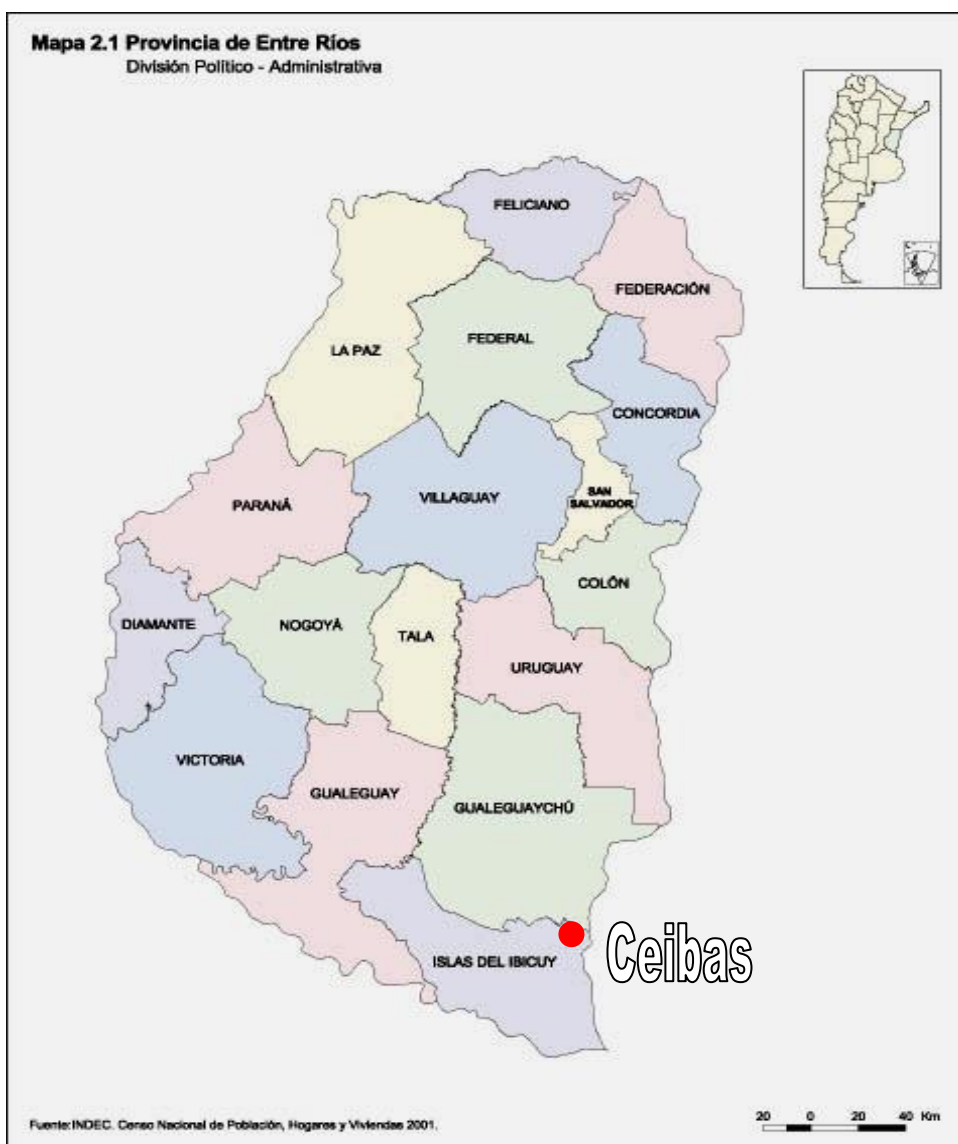 Mapa 2.1 Provincia de Entre Ríos
División Político - Administrativa
FELICIANO
FEDERACIÓN
FEDERAL
LA PAZ
CONCORDIA
VILLAGUAY
SAN
SALVADOR
PARANÁ
COLÓN
DIAMANTE
NOGOYÁ
TALA
URUGUAY
VICTORIA
GUALEGUAY
GUALEGUAYCHÚ
Ceibas
ISLAS DEL IBICUY
Fuente:INDEC. Censo Nacional de Población, Hogares y Viviendas 2001.
20 0 20 40 Km